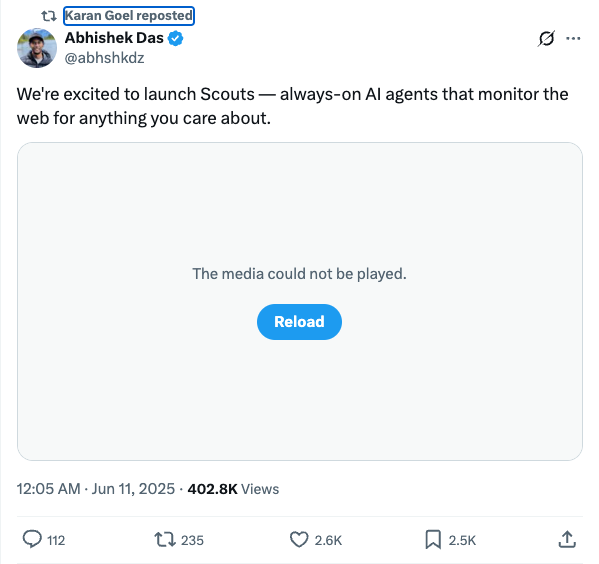 Karan Goel reposted
Abhishek Das
@abhshkdz
We're excited to launch Scouts — always-on AI agents that monitor the
web for anything you care about.
The media could not be played.
Reload
12:05 AM · Jun 11, 2025 · 402.8K Views
112 235 2.6K 2.5K